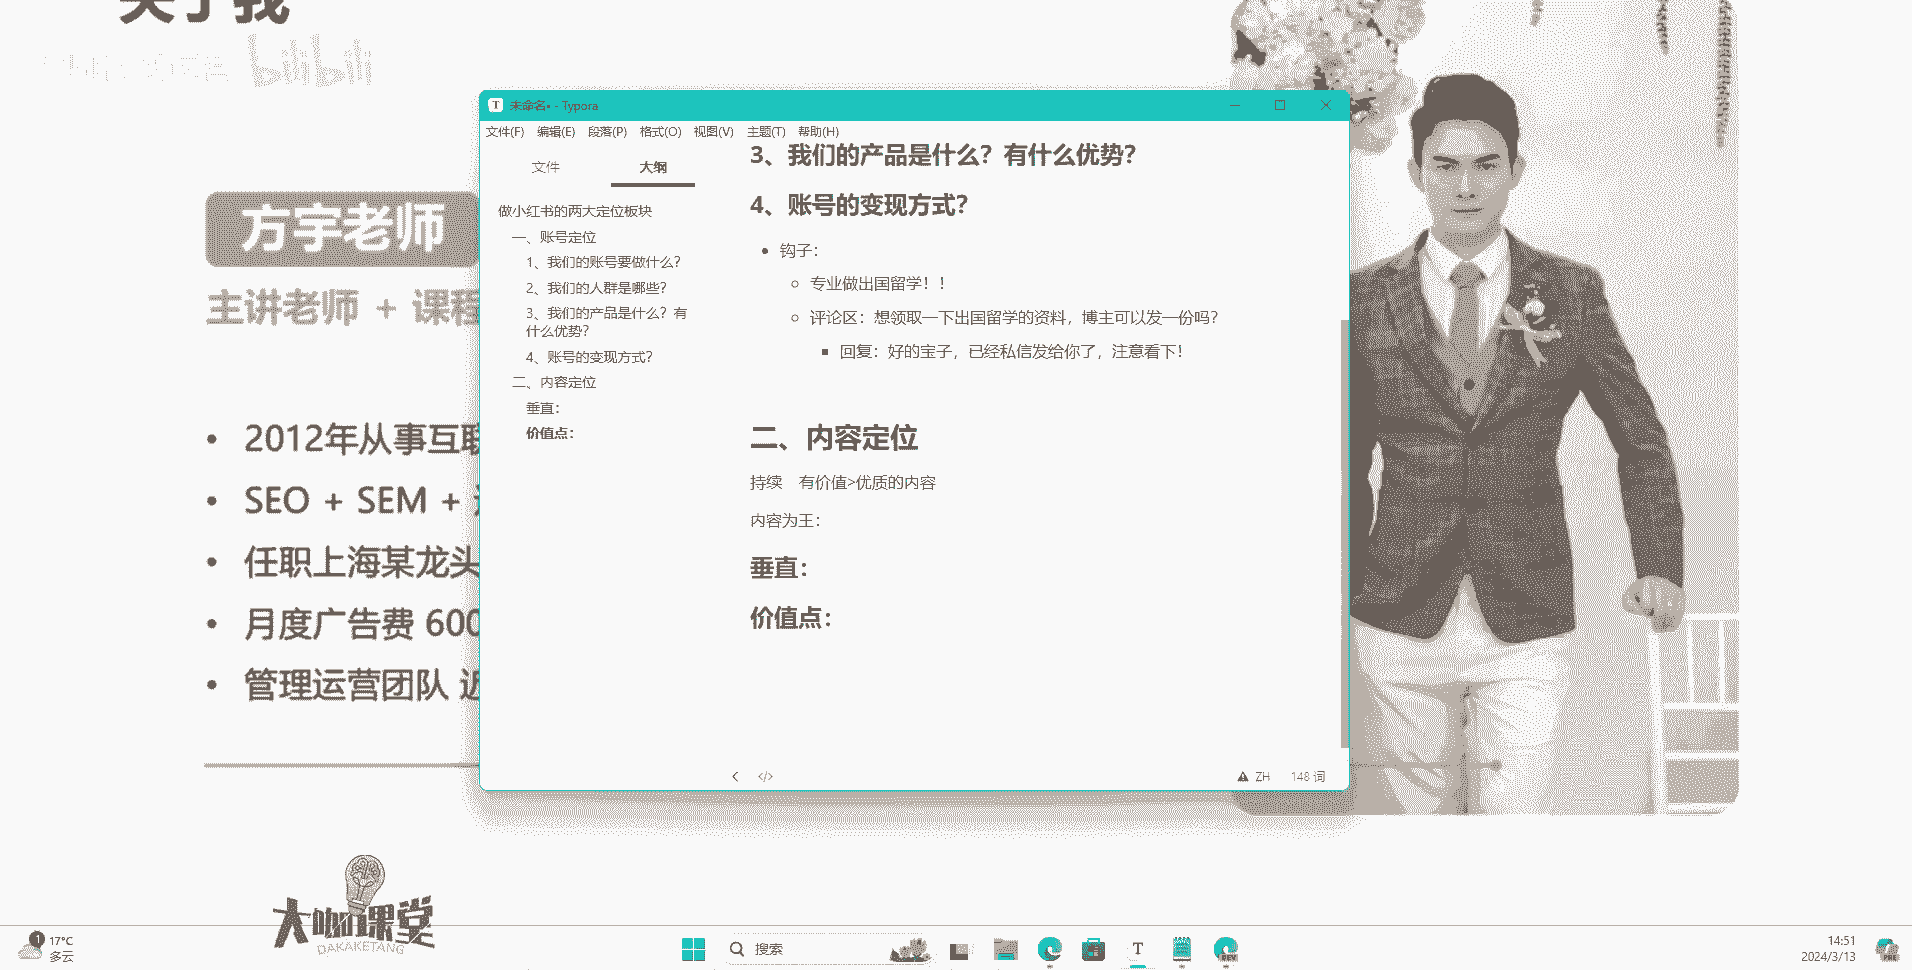 关于我
bilibili
方宇老师
主讲老师 + 课程
2012年从事互联
SEO + SEM +
任职上海某龙头
月度广告费 600
管理运营团队 近
大咖课堂
DAKAKETANG
未命名• - Typora
文件(F) 编辑(E) 段落(P) 格式(O) 视图(V) 主题(T) 帮助(H)
文件 大纲
做小红书的两大定位板块
一、账号定位
1、我们的账号要做什么？
2、我们的人群是哪些？
3、我们的产品是什么？有
什么优势？
4、账号的变现方式？
二、内容定位
垂直：
价值点：
3、我们的产品是什么？有什么优势？
4、账号的变现方式？
钩子：
专业做出国留学！！
评论区：想领取一下出国留学的资料，博主可以发一份吗？
回复：好的宝子，已经私信发给你了，注意看下！
二、内容定位
持续 有价值>优质的内容
内容为王：
垂直：
价值点：
</> ZH 148 词
1 17°C
多云
搜索
T
DEV
14:51
2024/3/13
PRE